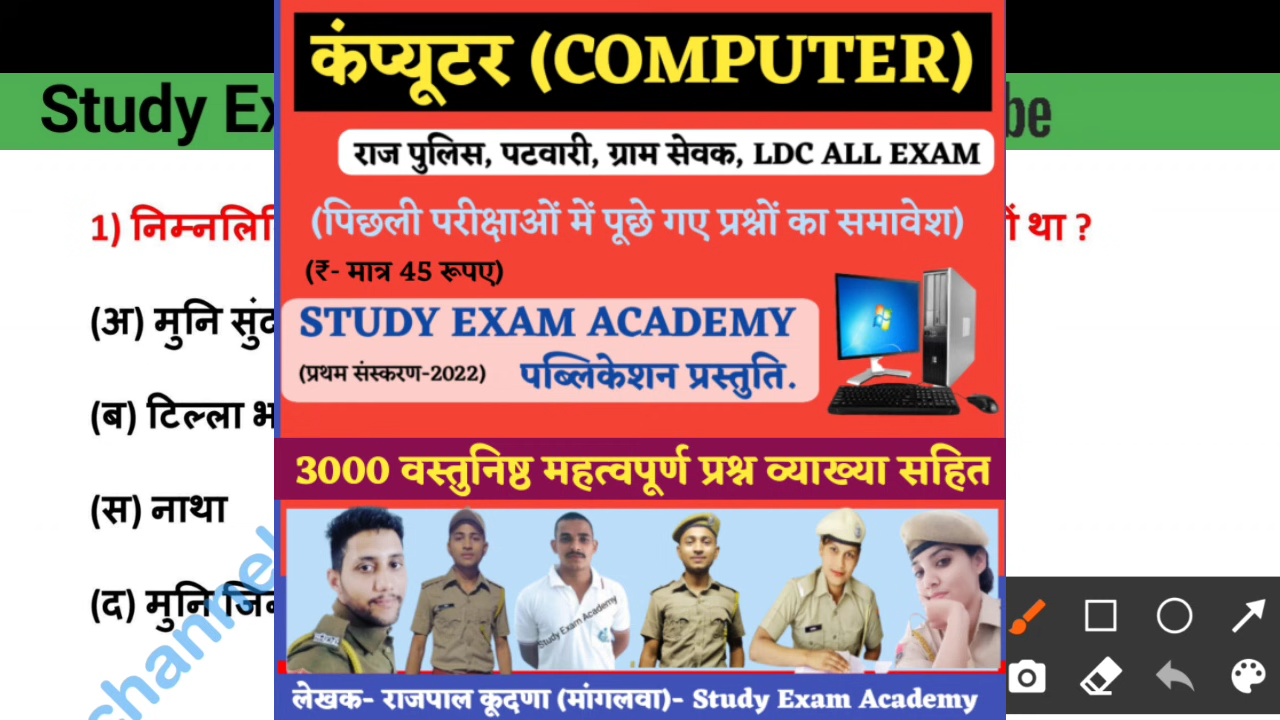 कंप्यूटर (COMPUTER)
Study Ex
be
राज पुलिस, पटवारी, ग्राम सेवक, LDC ALL EXAM
(पिछली परीक्षाओं में पूछे गए प्रश्नों का समावेश)
1) निम्नलि
था ?
(₹- मात्र 45 रूपए)
(अ) मुनि सुं
STUDY EXAM ACADEMY
(प्रथम संस्करण-2022) पब्लिकेशन प्रस्तुति.
(ब) टिल्ला भ
3000 वस्तुनिष्ठ महत्वपूर्ण प्रश्न व्याख्या सहित
(स) नाथा
Study Exam Academy
(द) मुनि जि
channel
लेखक- राजपाल कूदणा (मांगलवा)- Study Exam Academy